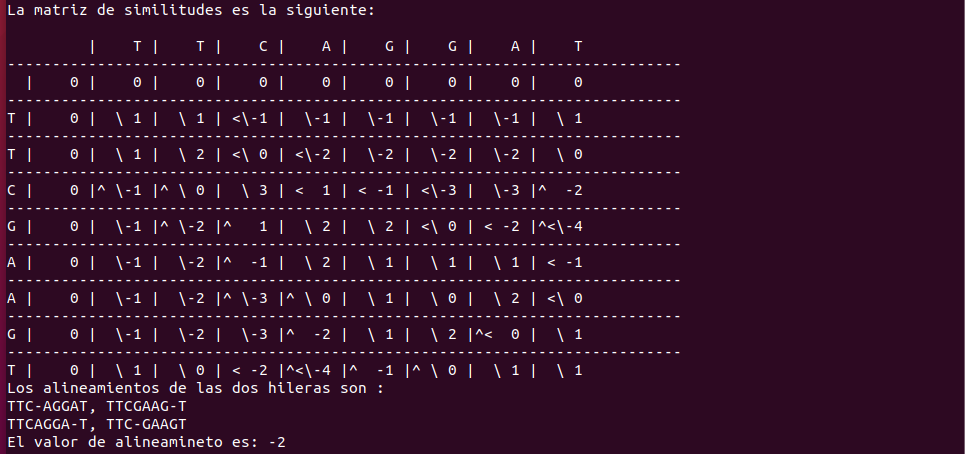 La matriz de similitudes es la siguiente:
         |    T |    T |    C |    A |    G |    G |    A |    T
---------------------------------------------------------------------------
  |    0 |    0 |    0 |    0 |    0 |    0 |    0 |    0 |    0
---------------------------------------------------------------------------
T |    0 |  \ 1 |  \ 1 | <\-1 |  \-1 |  \-1 |  \-1 |  \-1 |  \ 1
---------------------------------------------------------------------------
T |    0 |  \ 1 |  \ 2 | <\ 0 | <\-2 |  \-2 |  \-2 |  \-2 |  \ 0
---------------------------------------------------------------------------
C |    0 |^ \-1 |^ \ 0 |  \ 3 | <  1 | < -1 | <\-3 |  \-3 |^  -2
---------------------------------------------------------------------------
G |    0 |  \-1 |^ \-2 |^   1 |  \ 2 |  \ 2 | <\ 0 | < -2 |^<\-4
---------------------------------------------------------------------------
A |    0 |  \-1 |  \-2 |^  -1 |  \ 2 |  \ 1 |  \ 1 |  \ 1 | < -1
---------------------------------------------------------------------------
A |    0 |  \-1 |  \-2 |^ \-3 |^ \ 0 |  \ 1 |  \ 0 |  \ 2 | <\ 0
---------------------------------------------------------------------------
G |    0 |  \-1 |  \-2 |  \-3 |^  -2 |  \ 1 |  \ 2 |^<  0 |  \ 1
---------------------------------------------------------------------------
T |    0 |  \ 1 |  \ 0 | < -2 |^<\-4 |^  -1 |^ \ 0 |  \ 1 |  \ 1
Los alineamientos de las dos hileras son :
TTC-AGGAT, TTCGAAG-T
TTCAGGA-T, TTC-GAAGT
El valor de alineamineto es: -2